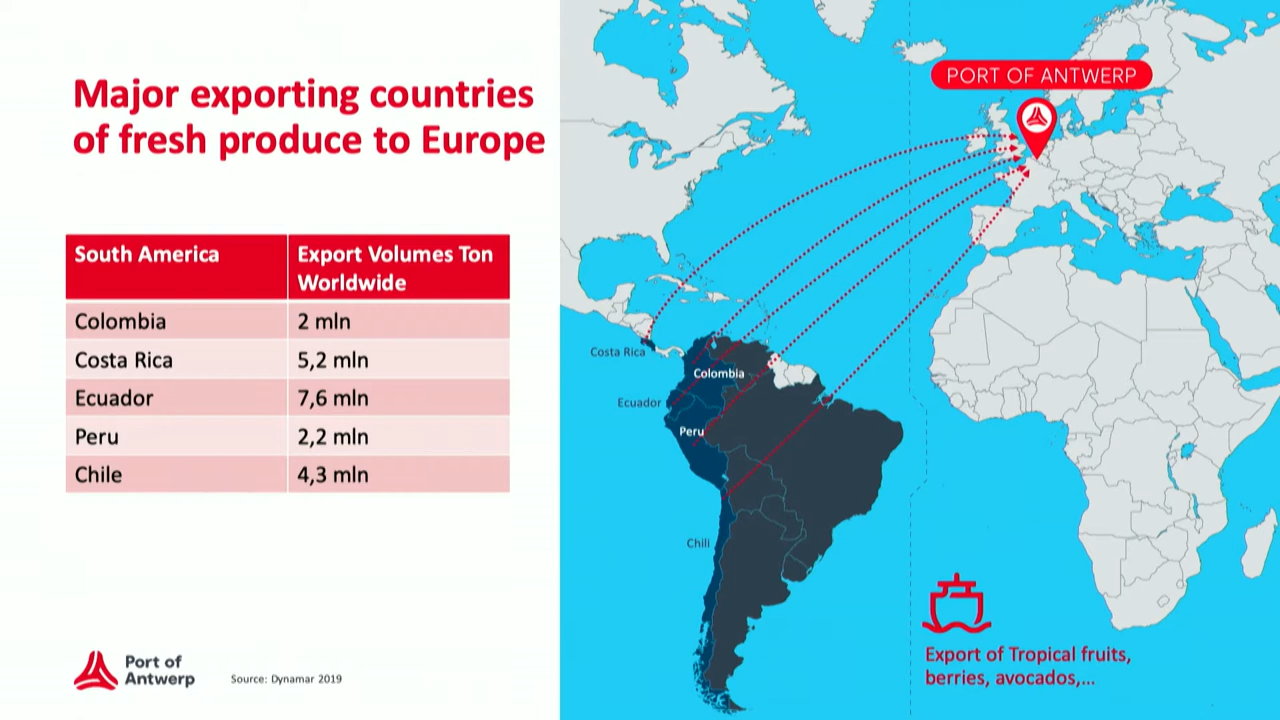 Major exporting countries
of fresh produce to Europe
South America
Export Volumes Ton
Worldwide
Colombia
2 mln
Costa Rica
5,2 mln
Ecuador
7,6 mln
Peru
2,2 mln
Chile
4,3 mln
Port of
Antwerp
Source: Dynamar 2019
PORT OF ANTWERP
Costa Rica
Colombia
Ecuador
Peru
Chili
Export of Tropical fruits,
berries, avocados,...